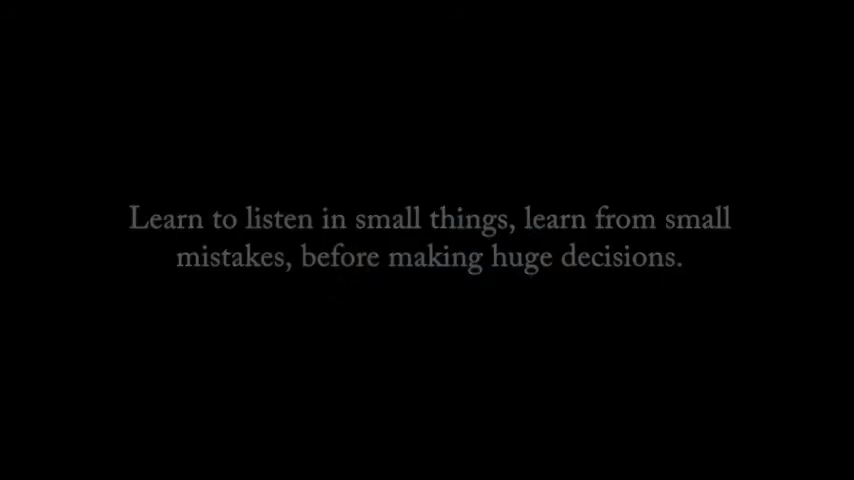 Learn to listen in small things, learn from small
mistakes, before making huge decisions.